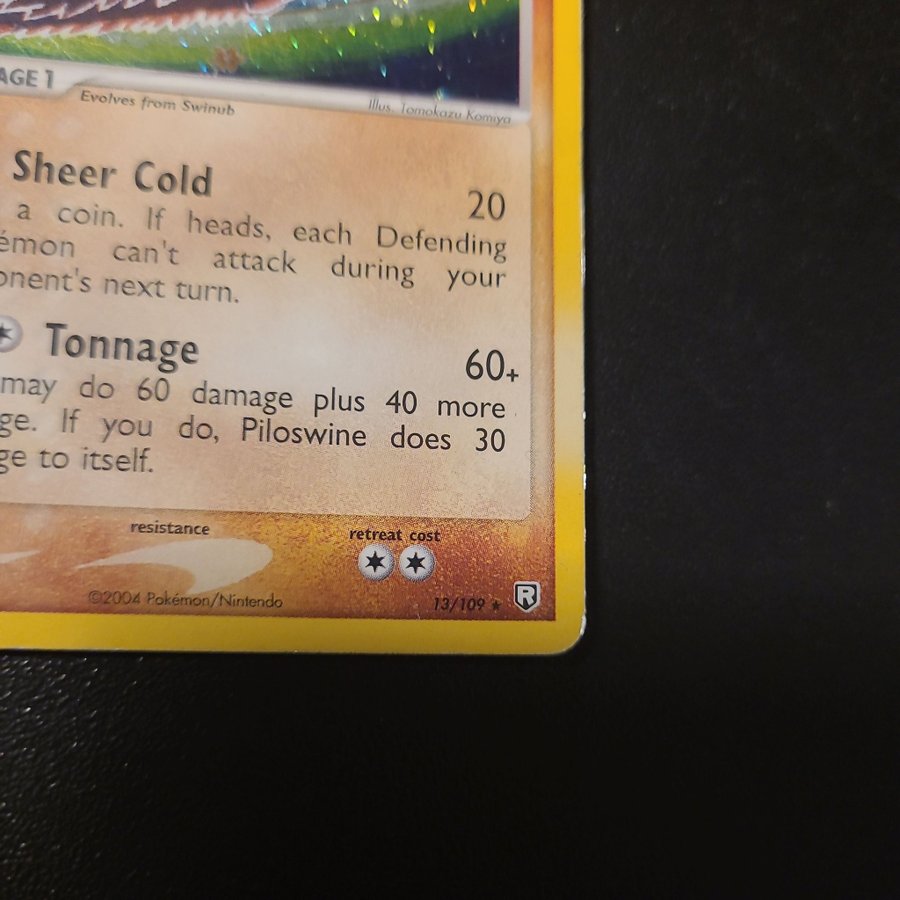 AGE 1
Evolves from Swinub
Illus. Tomokazu Komiya
Sheer Cold 20
a coin. If heads, each Defending
émon can't attack during your
onent's next turn.
Tonnage 60+
may do 60 damage plus 40 more
ge. If you do, Piloswine does 30
ge to itself.
resistance
retreat cost
©2004 Pokémon/Nintendo
13/109 ★ R